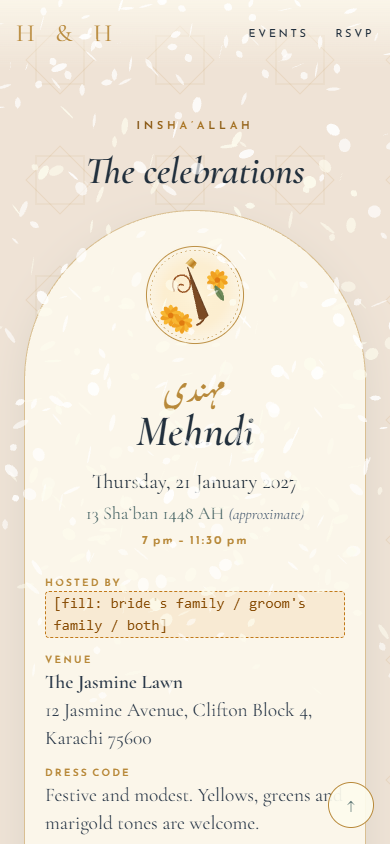 H & H
EVENTS RSVP
INSHA'ALLAH
The celebrations
مہندی
Mehndi
Thursday, 21 January 2027
13 Sha'ban 1448 AH (approximate)
7 pm – 11:30 pm
HOSTED BY
[fill: bride's family / groom's
family / both]
VENUE
The Jasmine Lawn
12 Jasmine Avenue, Clifton Block 4,
Karachi 75600
DRESS CODE
Festive and modest. Yellows, greens and
↑
marigold tones are welcome.